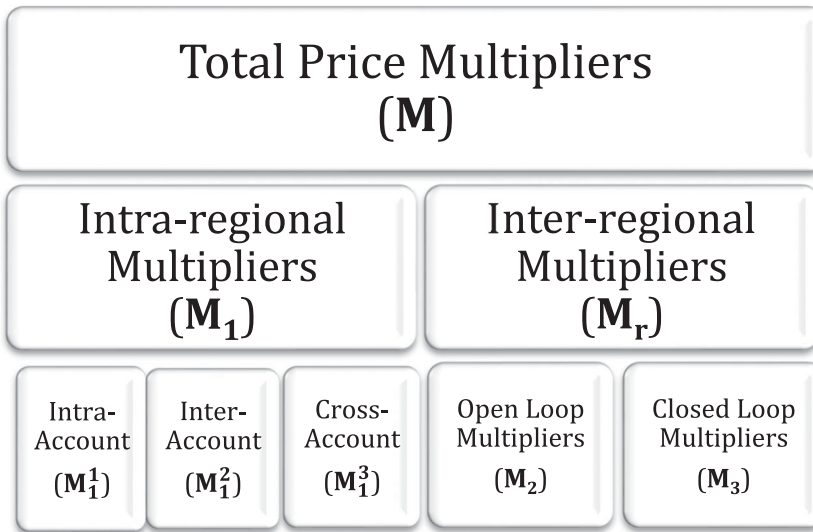 Total Price Multipliers
(M)
Intra-regional
Multipliers
(M₁)
Inter-regional
Multipliers
(Mᵣ)
Intra-
Account
(M₁¹)
Inter-
Account
(M₁²)
Cross-
Account
(M₁³)
Open Loop
Multipliers
(M₂)
Closed Loop
Multipliers
(M₃)